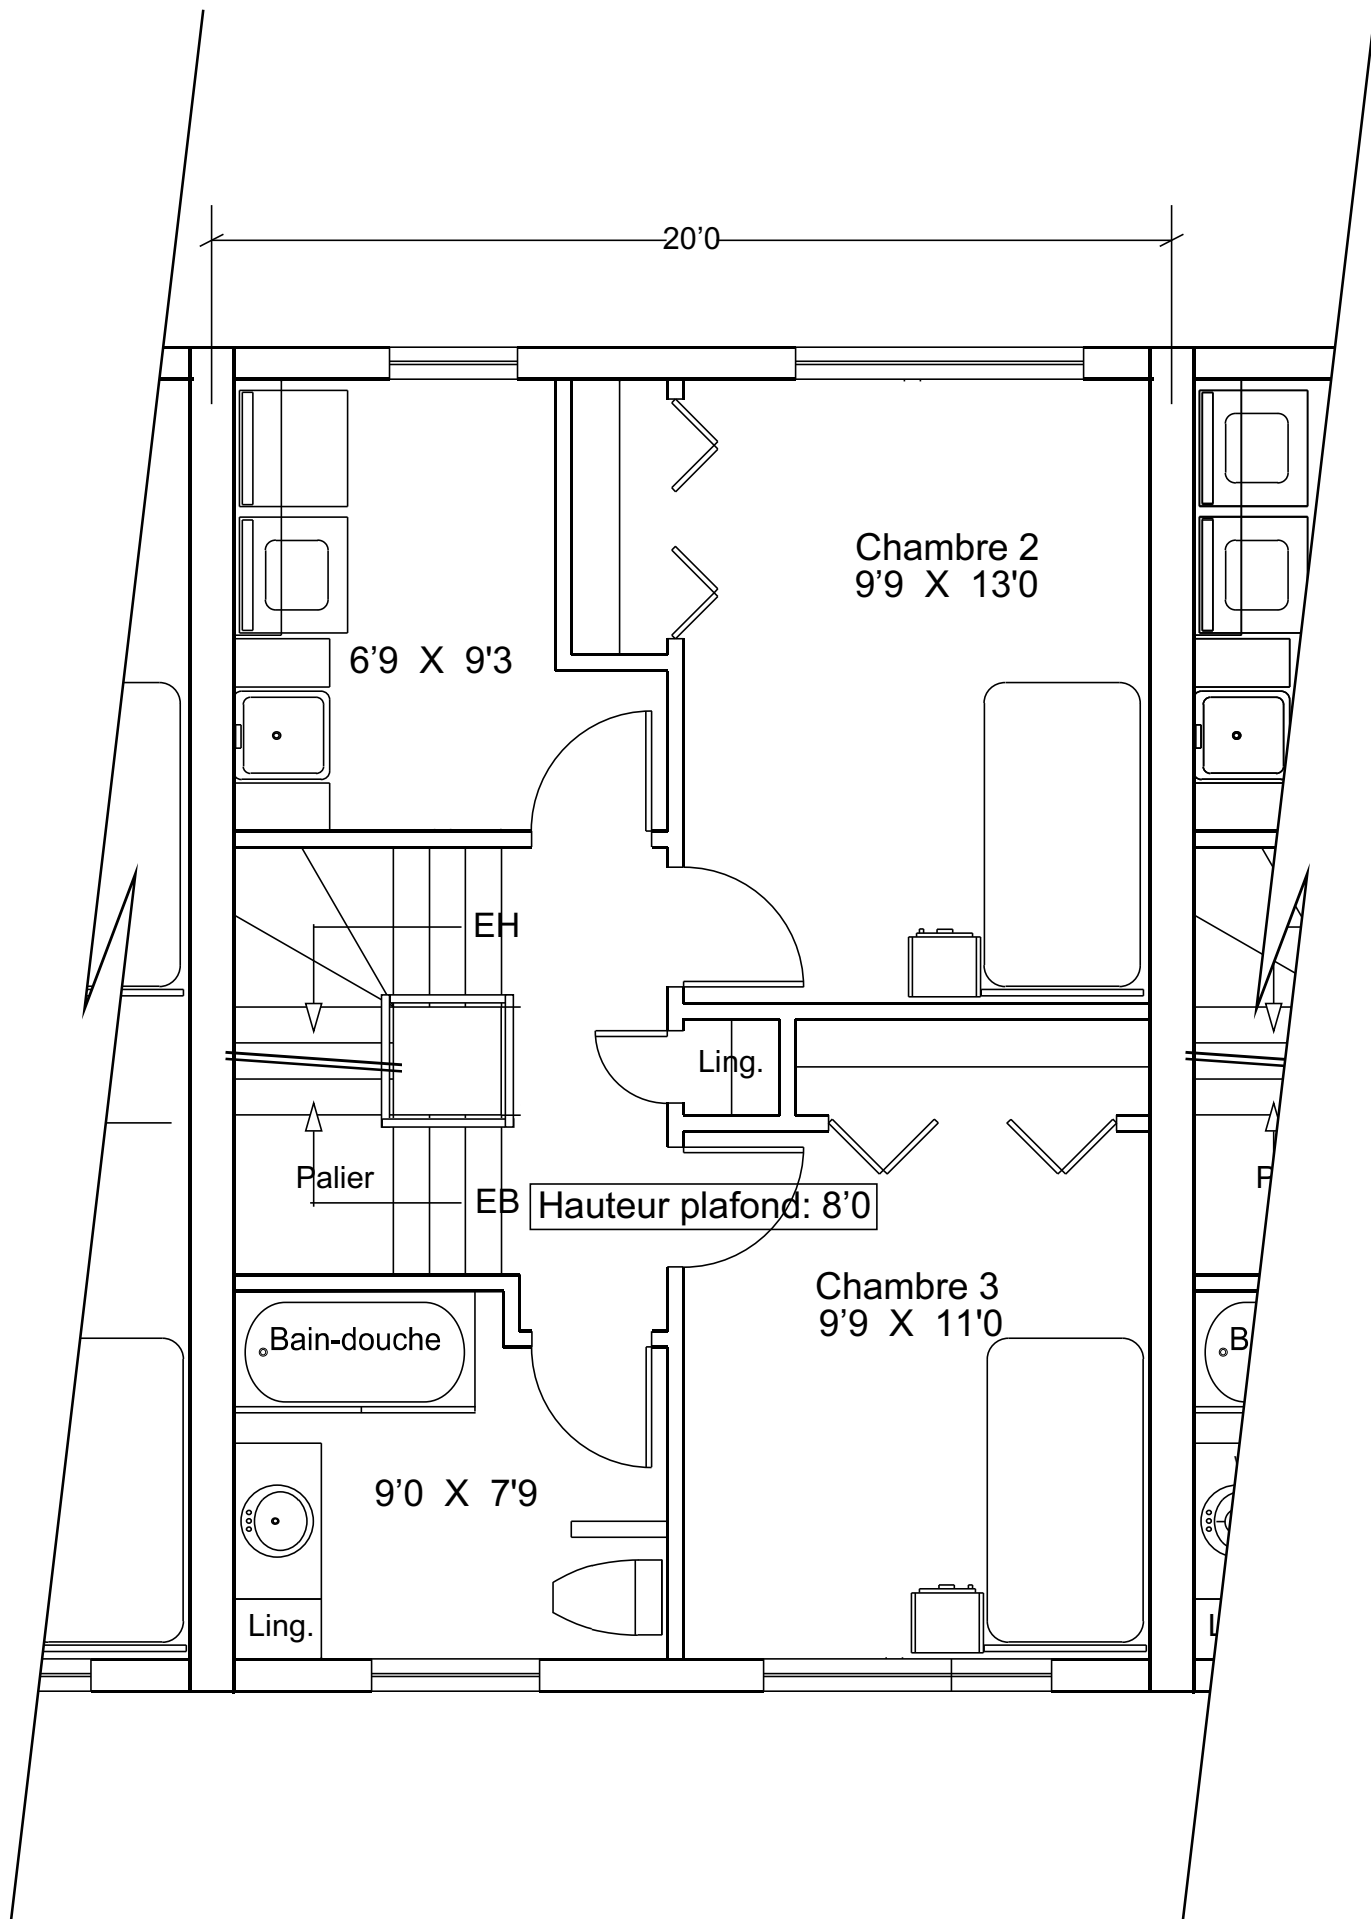 20’0
Chambre 2
9’9 X 13'0
6’9 X 9'3
EH
Ling.
Palier
EB
Hauteur plafond: 8’0
P
Chambre 3
9’9 X 11'0
Bain-douche
B
9’0 X 7'9
Ling.
L